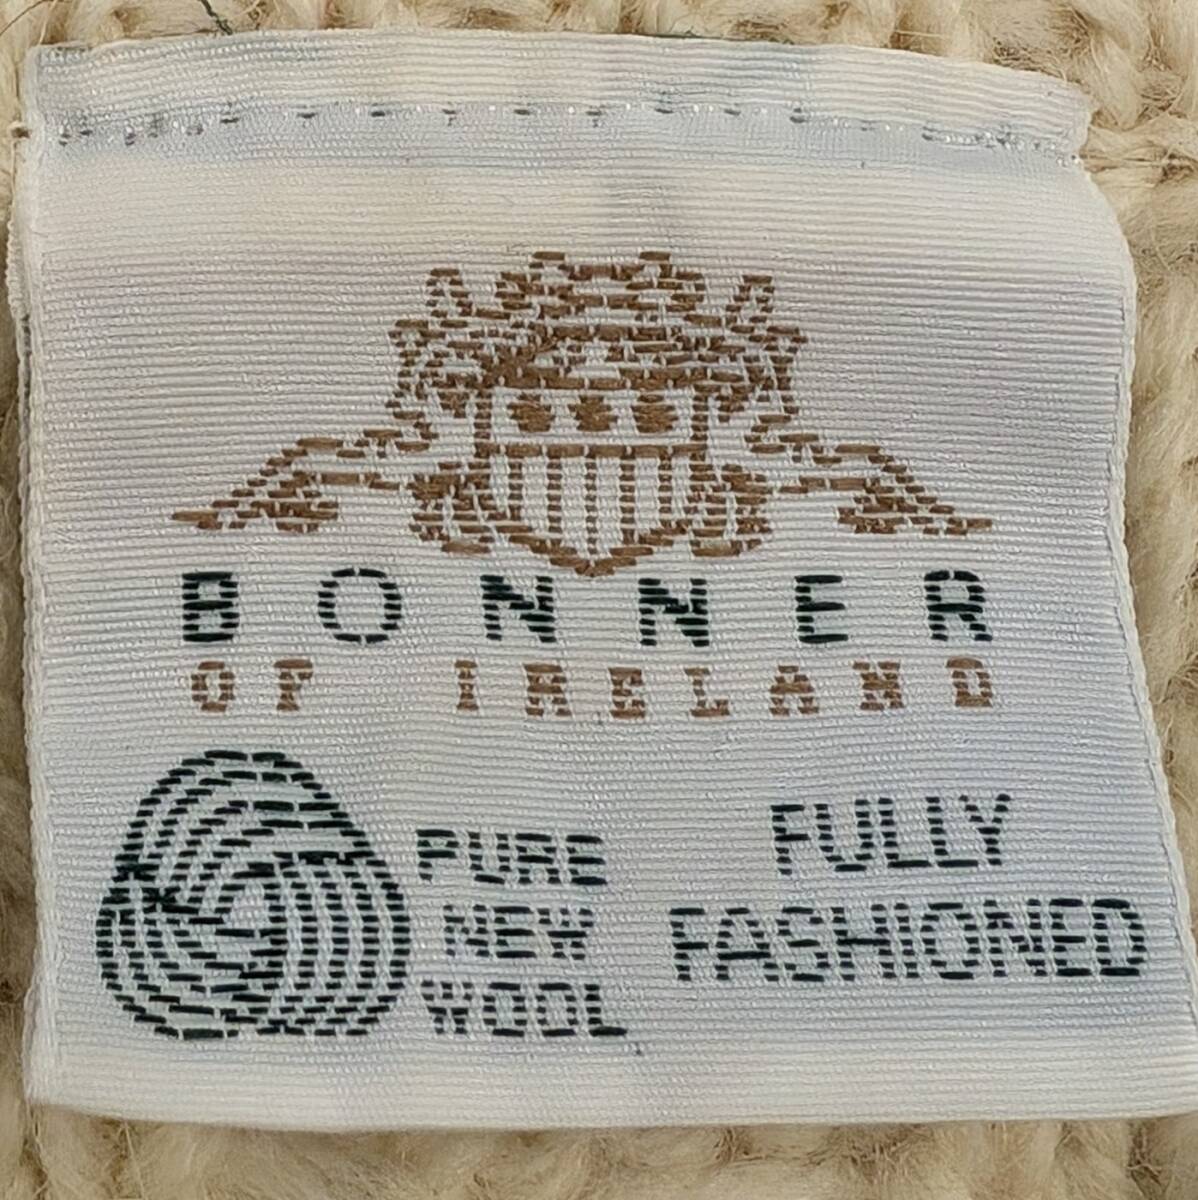 BONNER
OF IRELAND
PURE
NEW
WOOL
FULLY
FASHIONED